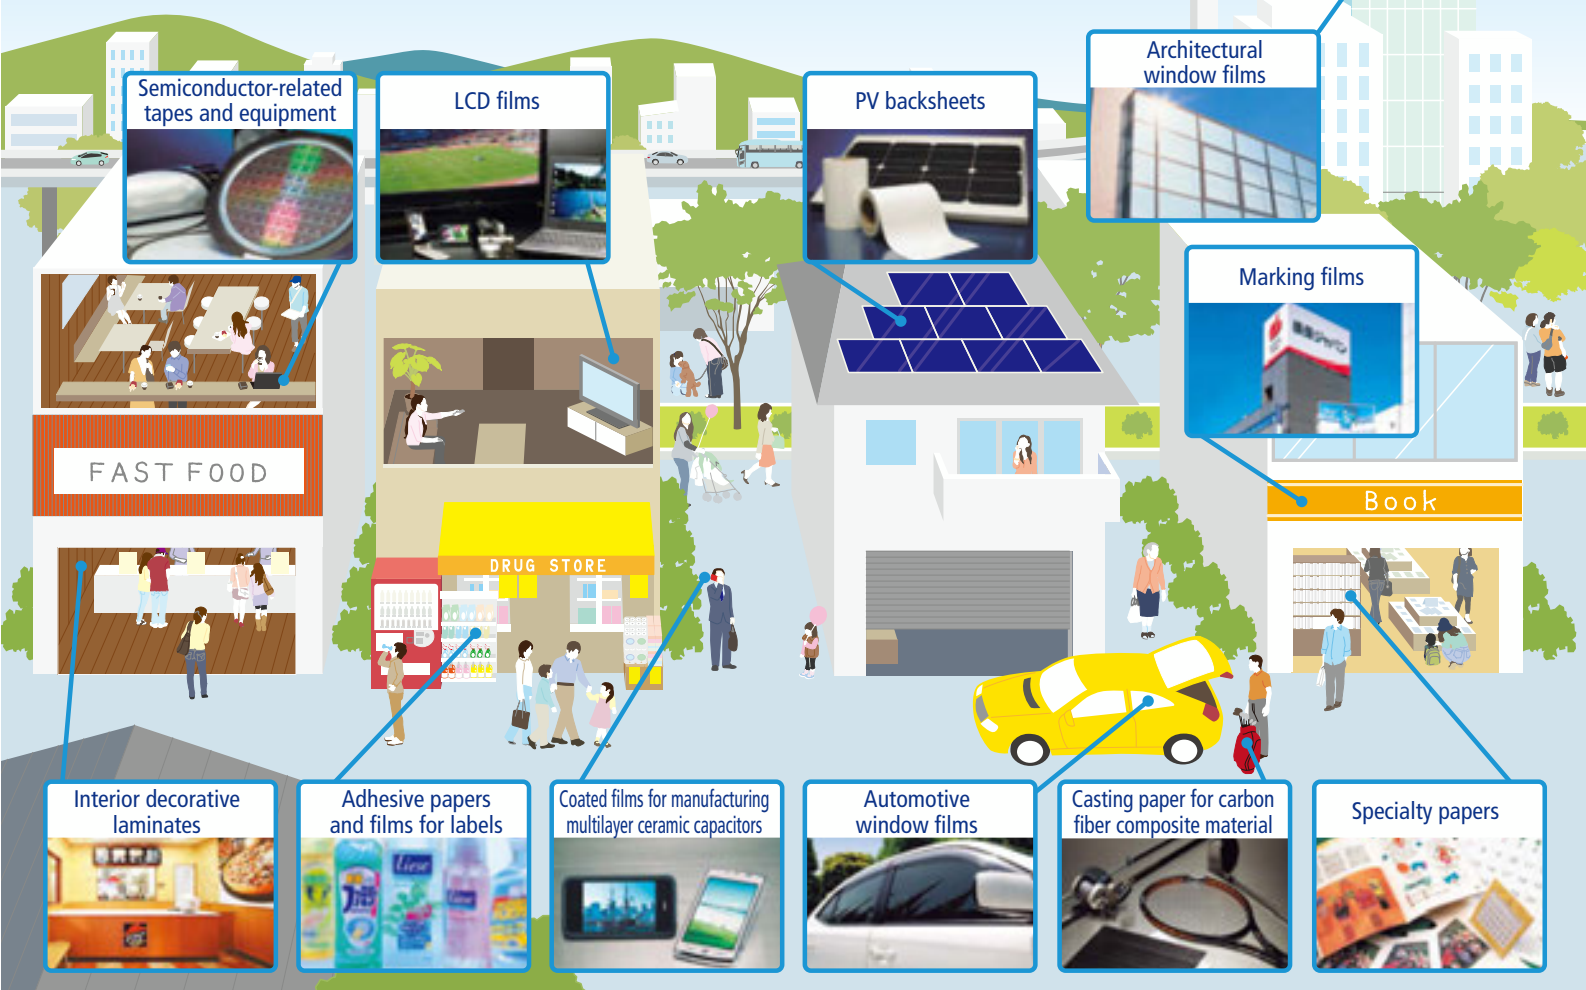 Architectural
window films
Semiconductor-related
tapes and equipment
LCD films
PV backsheets
Marking films
FAST FOOD
Book
DRUG STORE
Interior decorative
laminates
Adhesive papers
and films for labels
Liese
Coated films for manufacturing
multilayer ceramic capacitors
Automotive
window films
Casting paper for carbon
fiber composite material
Specialty papers